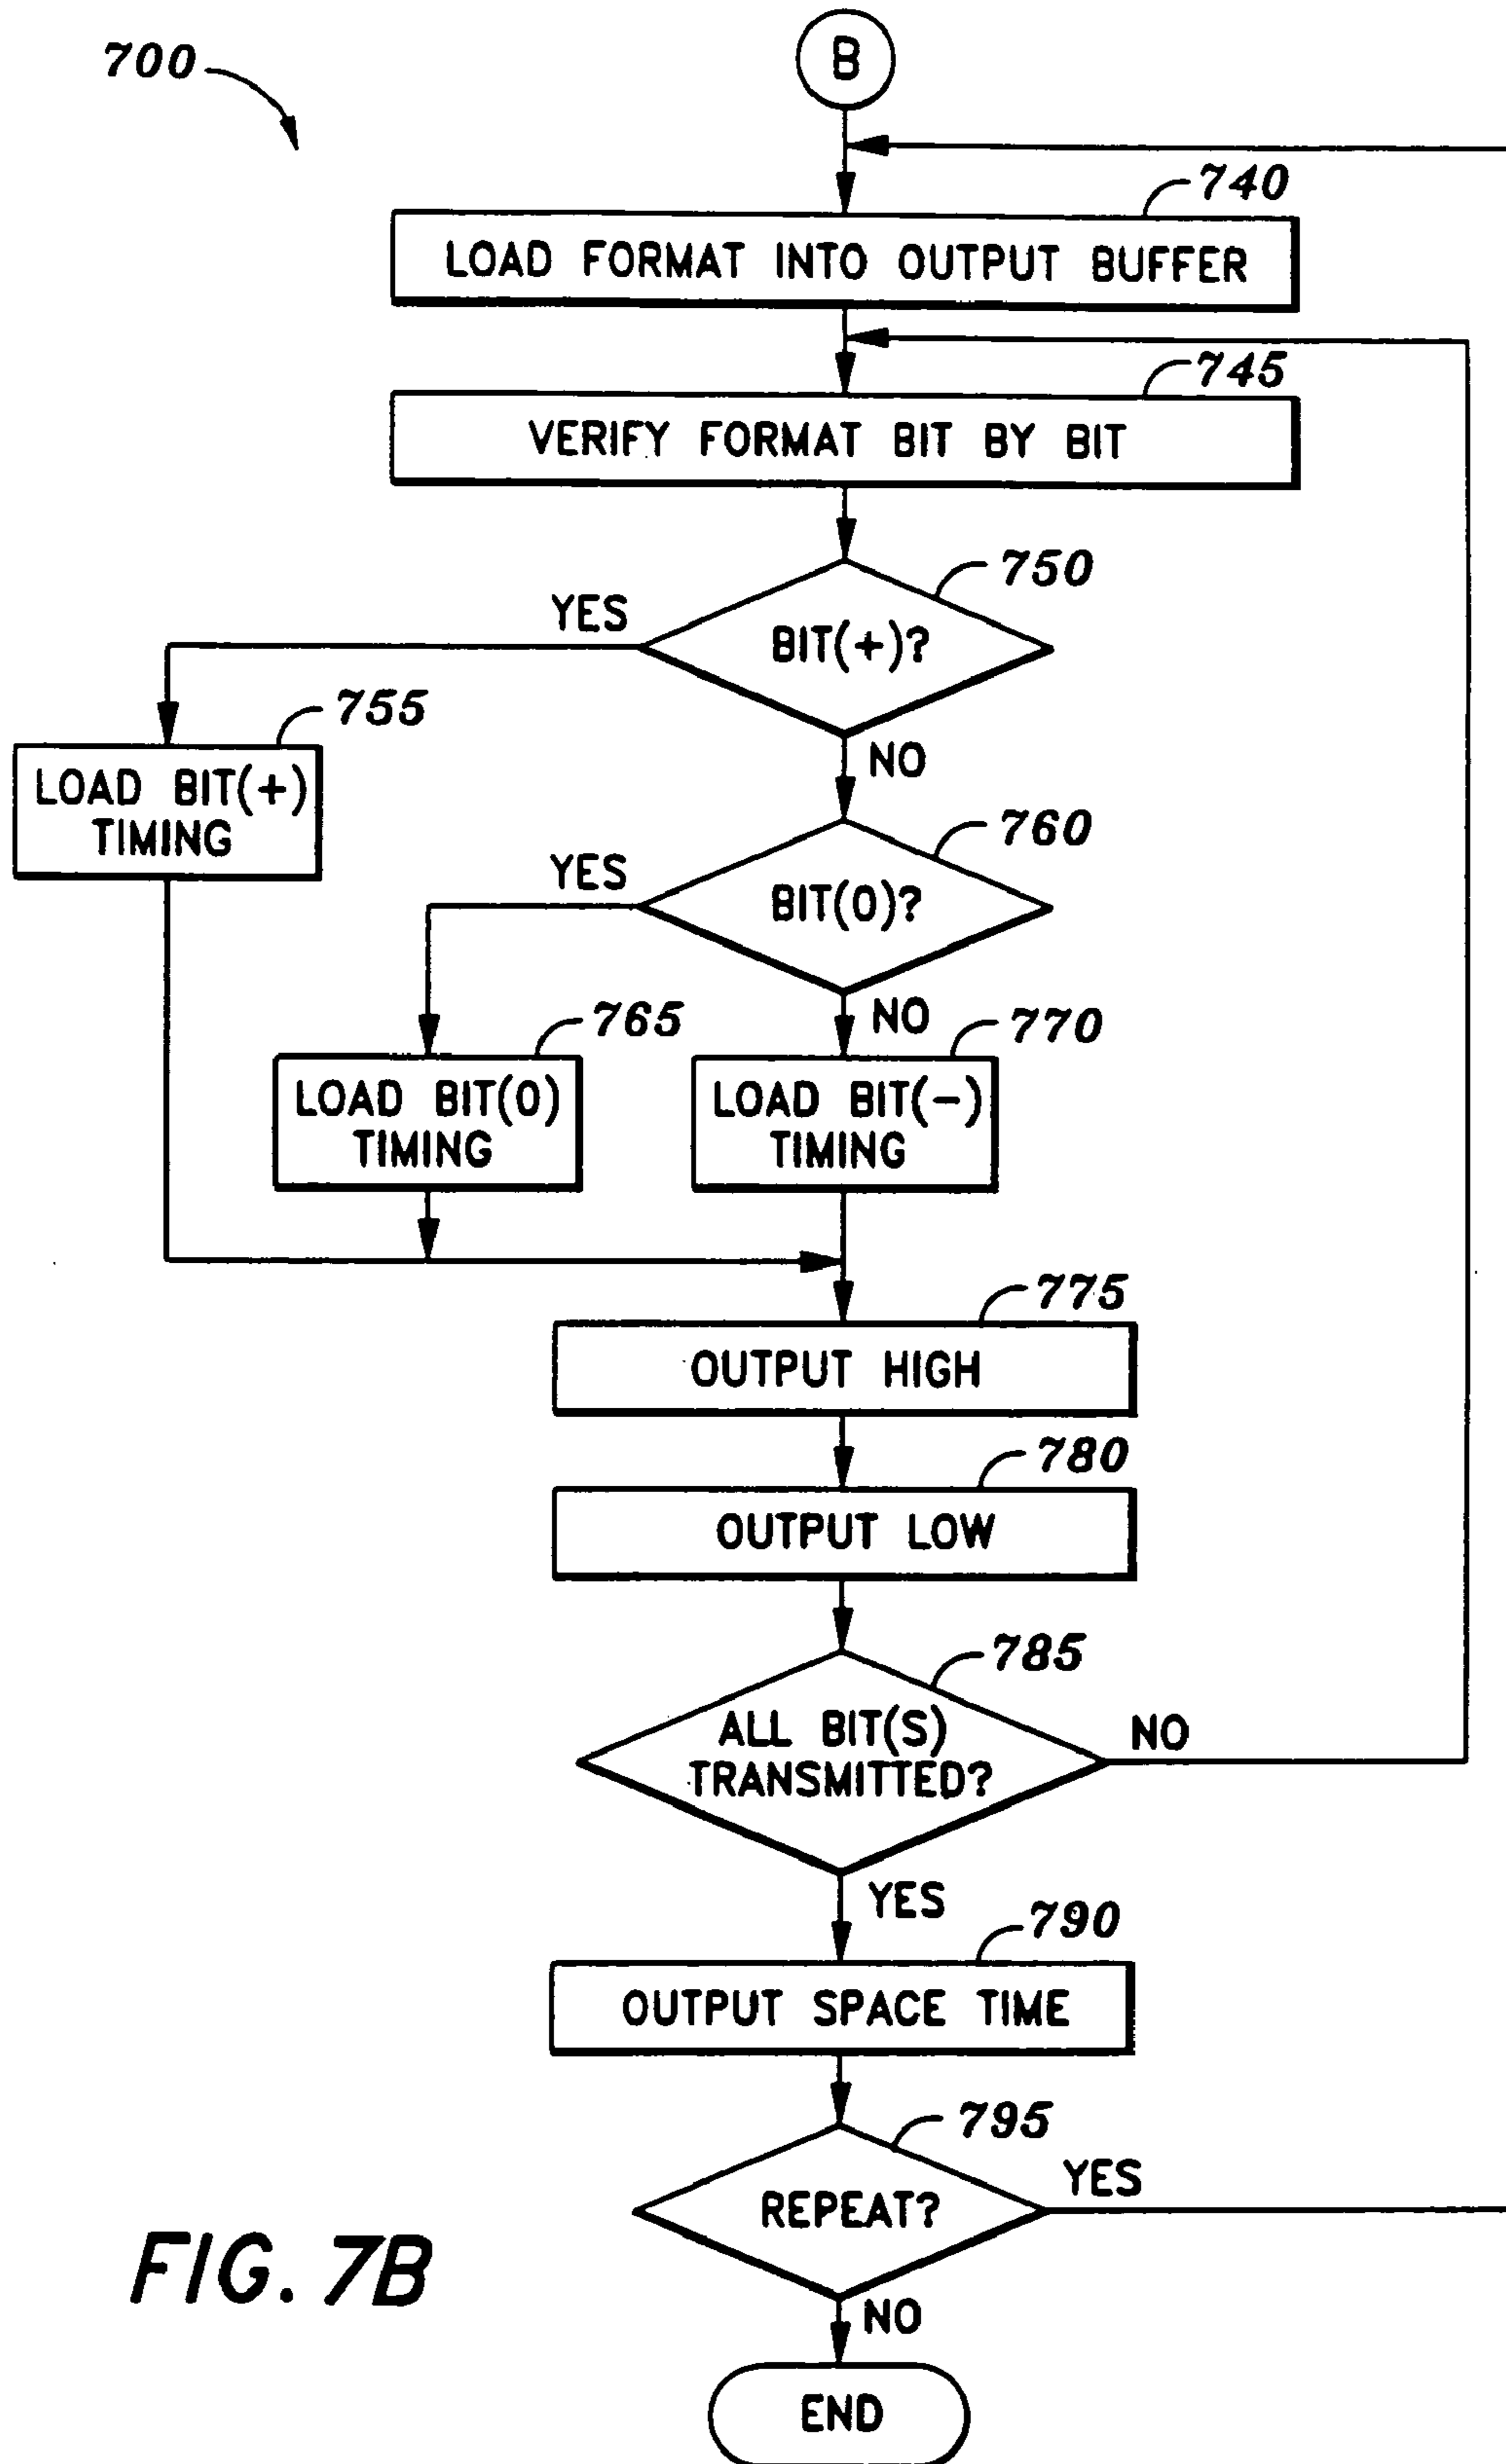 700
B
740
LOAD FORMAT INTO OUTPUT BUFFER
745
VERIFY FORMAT BIT BY BIT
750
YES
BIT(+)?
755
NO
LOAD BIT(+)
TIMING
760
YES
BIT(0)?
765
NO
770
LOAD BIT(0)
TIMING
LOAD BIT(-)
TIMING
775
OUTPUT HIGH
780
OUTPUT LOW
785
ALL BIT(S)
TRANSMITTED?
NO
YES
790
OUTPUT SPACE TIME
795
YES
REPEAT?
NO
END
FIG. 7B